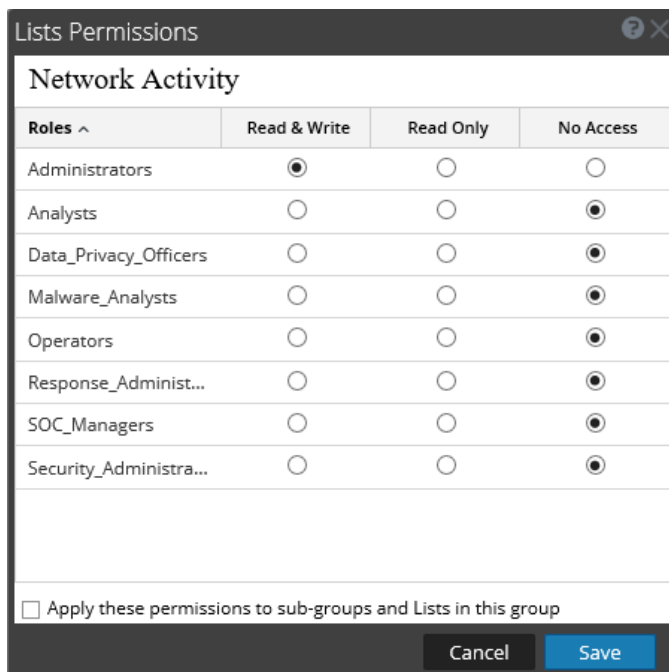 Lists Permissions
Network Activity
Roles Read & Write Read Only No Access
Administrators
Analysts
Data_Privacy_Officers
Malware_Analysts
Operators
Response_Administ...
SOC_Managers
Security_Administra...
Apply these permissions to sub-groups and Lists in this group
Cancel Save